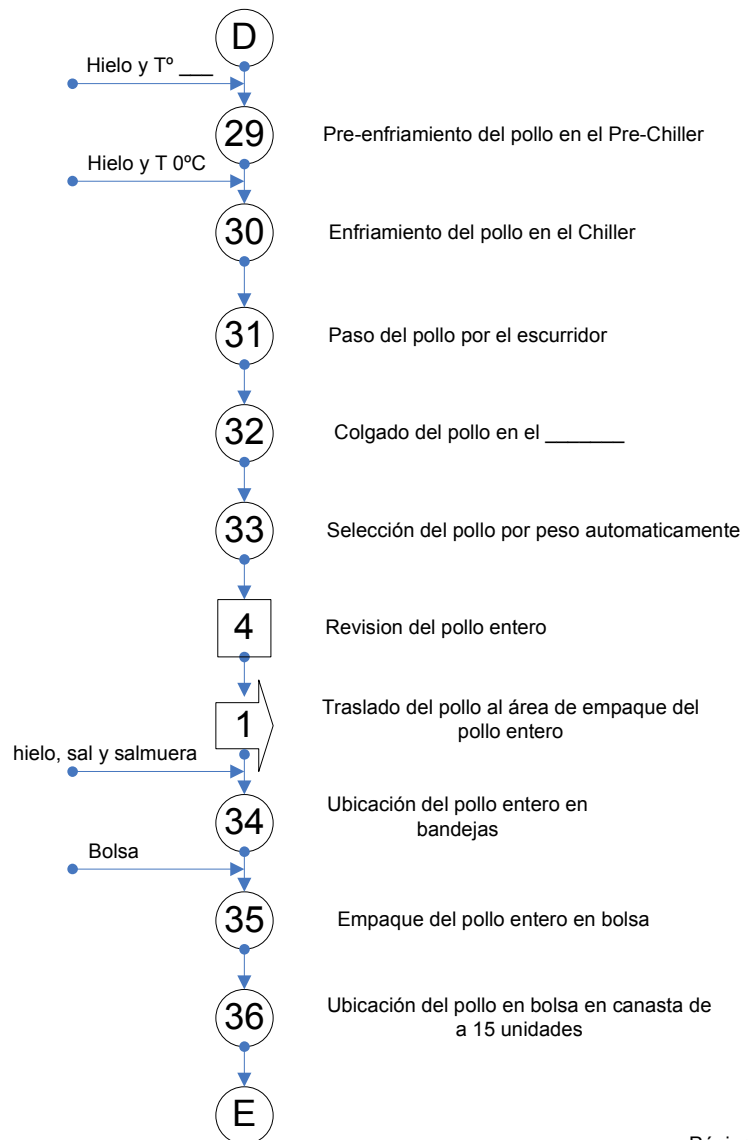 D
Hielo y Tº ___
29
Pre-enfriamiento del pollo en el Pre-Chiller
Hielo y T 0ºC
30
Enfriamiento del pollo en el Chiller
31
Paso del pollo por el escurridor
32
Colgado del pollo en el _______
33
Selección del pollo por peso automaticamente
4
Revision del pollo entero
1
Traslado del pollo al área de empaque del
pollo entero
hielo, sal y salmuera
34
Ubicación del pollo entero en
bandejas
Bolsa
35
Empaque del pollo entero en bolsa
36
Ubicación del pollo en bolsa en canasta de
a 15 unidades
E